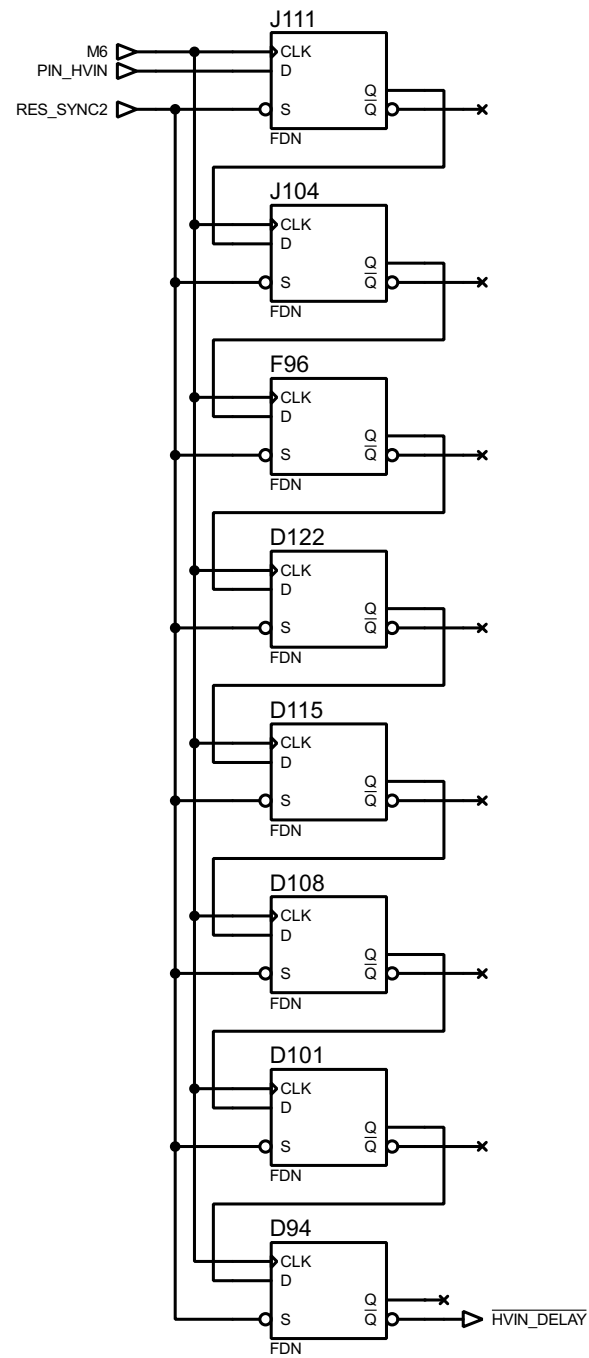 J111
M6
CLK
PIN_HVIN
D
Q
RES_SYNC2
S
Q
FDN
J104
CLK
D
Q
S
Q
FDN
F96
CLK
D
Q
S
Q
FDN
D122
CLK
D
Q
S
Q
FDN
D115
CLK
D
Q
S
Q
FDN
D108
CLK
D
Q
S
Q
FDN
D101
CLK
D
Q
S
Q
FDN
D94
CLK
D
Q
S
Q
HVIN_DELAY
FDN